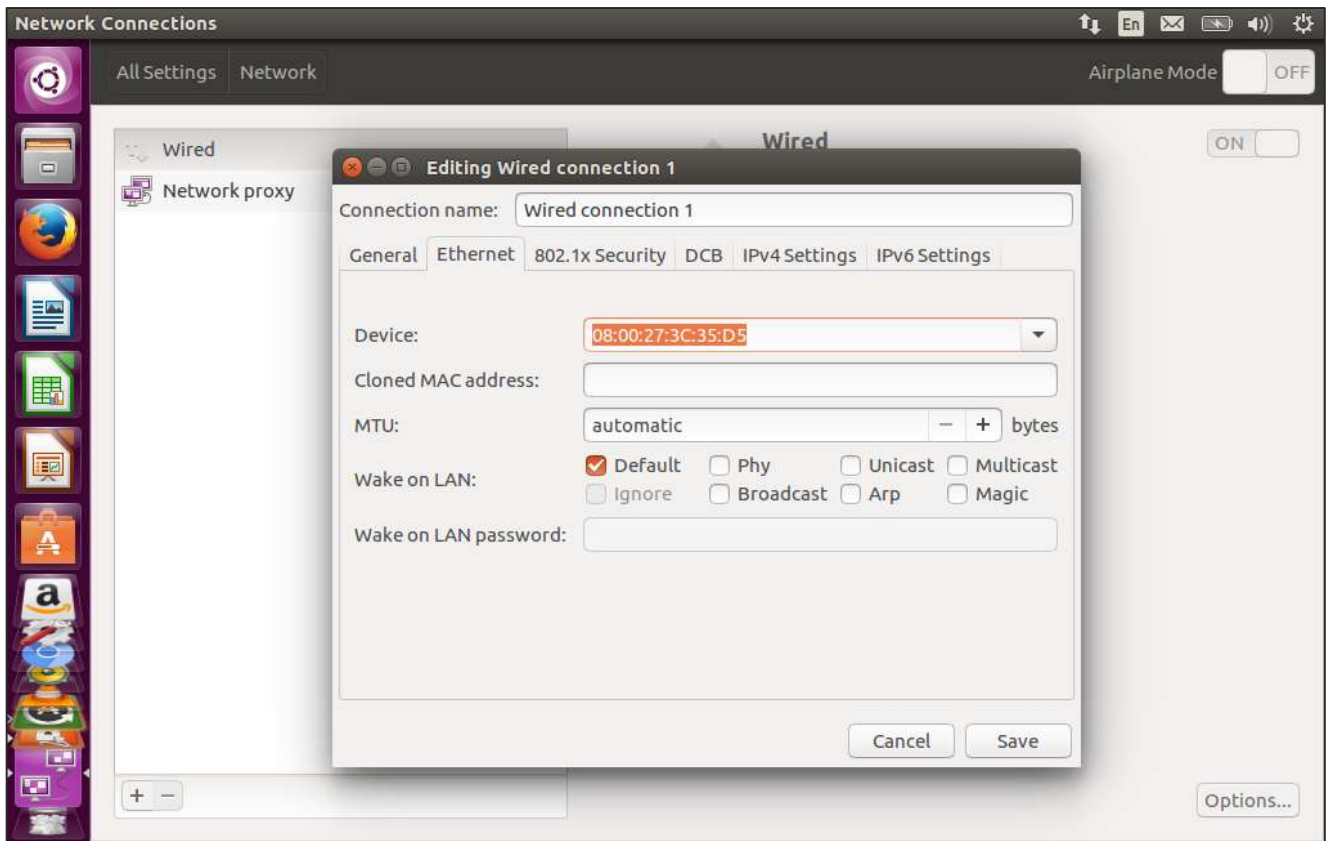 Network Connections
En
All Settings Network
Airplane Mode OFF
Wired
Wired
ON
Network proxy
Editing Wired connection 1
Connection name: Wired connection 1
General Ethernet 802.1x Security DCB IPv4 Settings IPv6 Settings
Device: 08:00:27:3C:35:D5
Cloned MAC address:
MTU: automatic − + bytes
Wake on LAN:
Default Phy Unicast Multicast
Ignore Broadcast Arp Magic
Wake on LAN password:
Cancel Save
+ −
Options...